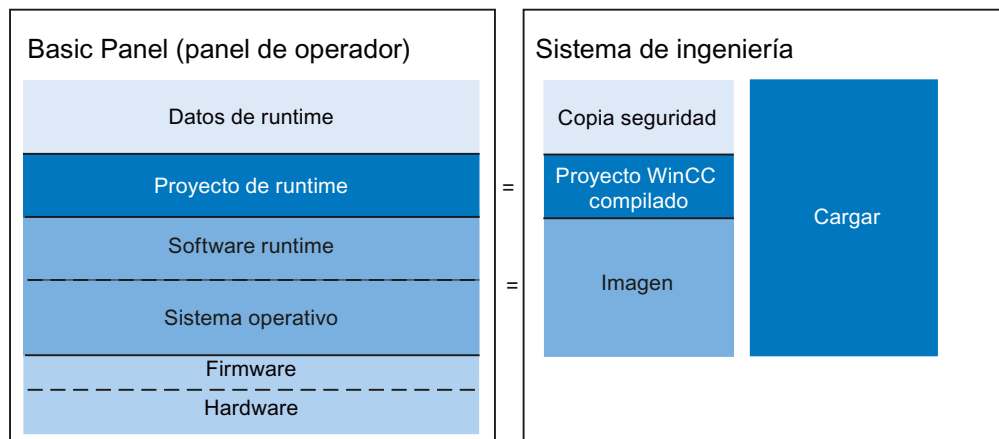 Basic Panel (panel de operador)
Datos de runtime
Proyecto de runtime
Software runtime
Sistema operativo
Firmware
Hardware
=
=
Sistema de ingeniería
Copia seguridad
Proyecto WinCC
compilado
Imagen
Cargar